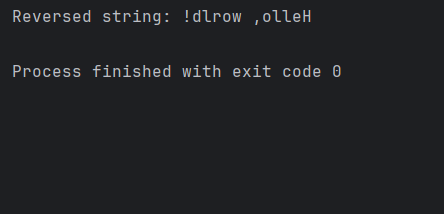 Reversed string: !dlrow ,olleH
Process finished with exit code 0